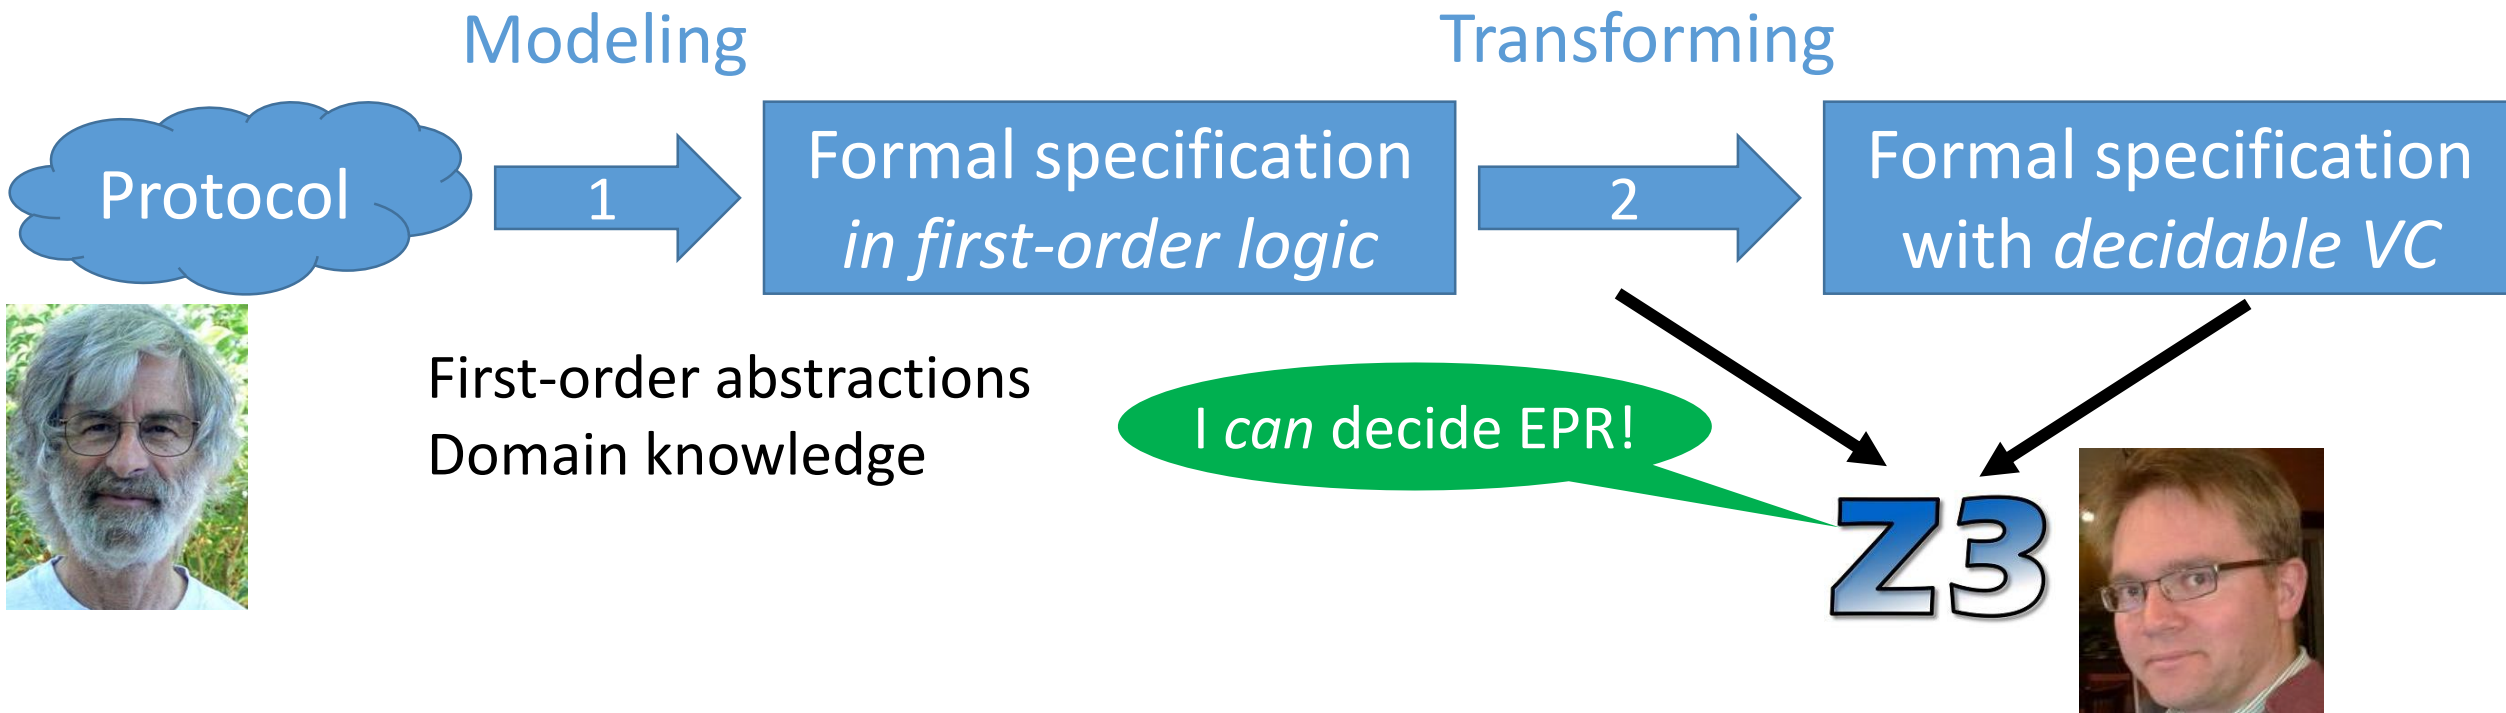 Modeling
Transforming
Protocol
1
Formal specification
in first-order logic
2
Formal specification
with decidable VC
First-order abstractions
Domain knowledge
I can decide EPR!
Z3